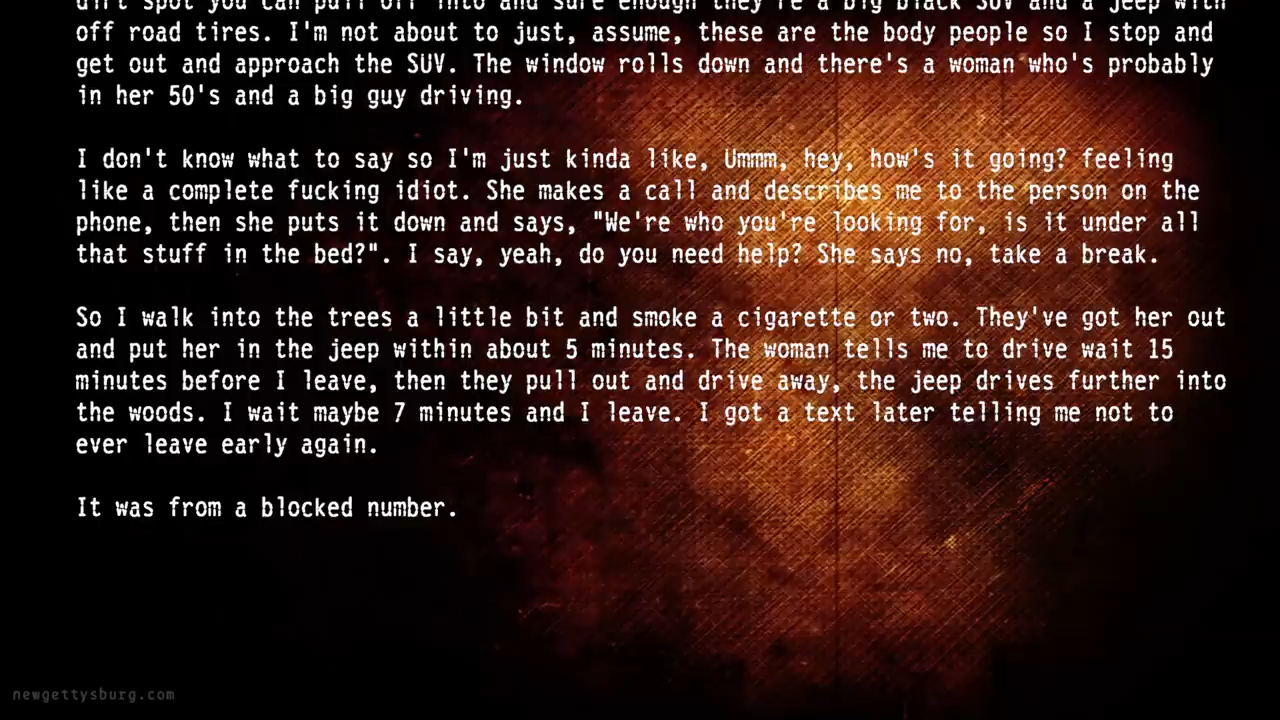 dirt spot you can pull off into and sure enough they're a big black SUV and a jeep with
off road tires. I'm not about to just, assume, these are the body people so I stop and
get out and approach the SUV. The window rolls down and there's a woman who's probably
in her 50's and a big guy driving.
I don't know what to say so I'm just kinda like, Ummm, hey, how's it going? feeling
like a complete fucking idiot. She makes a call and describes me to the person on the
phone, then she puts it down and says, "We're who you're looking for, is it under all
that stuff in the bed?". I say, yeah, do you need help? She says no, take a break.
So I walk into the trees a little bit and smoke a cigarette or two. They've got her out
and put her in the jeep within about 5 minutes. The woman tells me to drive wait 15
minutes before I leave, then they pull out and drive away, the jeep drives further into
the woods. I wait maybe 7 minutes and I leave. I got a text later telling me not to
ever leave early again.
It was from a blocked number.
newgettysburg.com